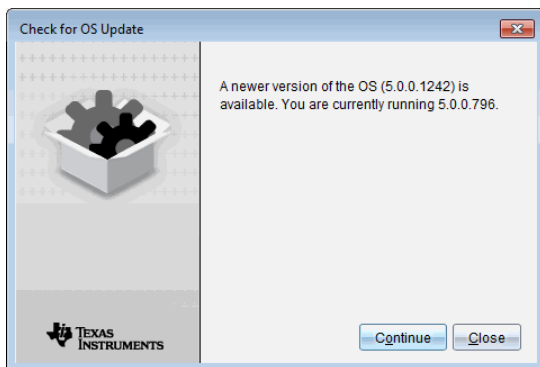 Check for OS Update
A newer version of the OS (5.0.0.1242) is
available. You are currently running 5.0.0.796.
TEXAS
INSTRUMENTS
Continue
Close